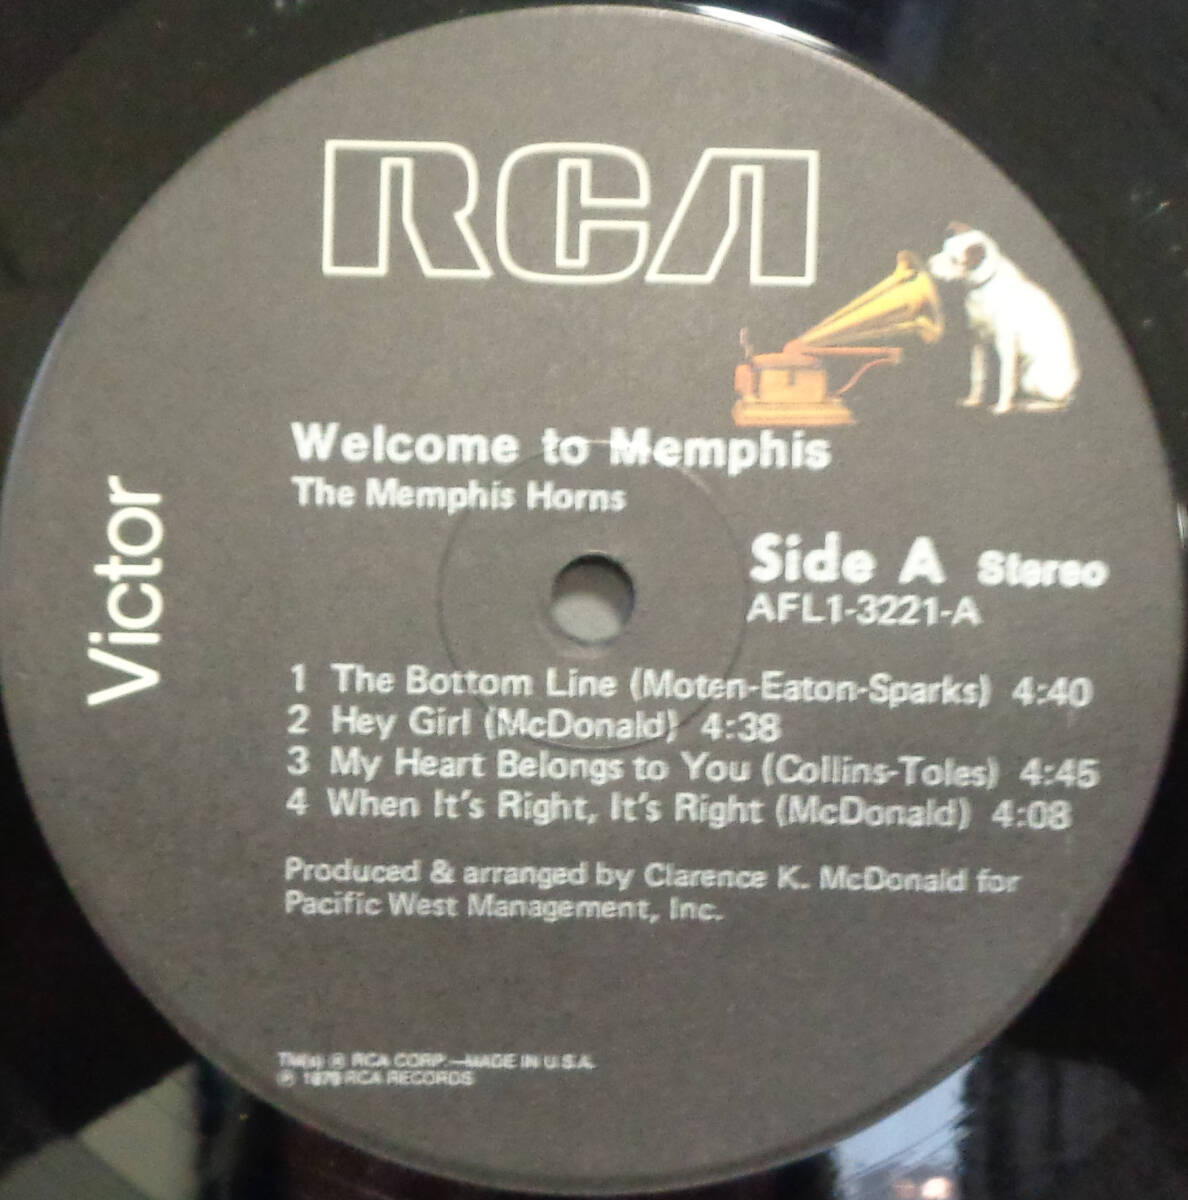 RCA
Victor
Welcome to Memphis
The Memphis Horns
Side A Stereo
AFL1-3221-A
1 The Bottom Line (Moten-Eaton-Sparks) 4:40
2 Hey Girl (McDonald) 4:38
3 My Heart Belongs to You (Collins-Toles) 4:45
4 When It's Right, It's Right (McDonald) 4:08
Produced & arranged by Clarence K. McDonald for
Pacific West Management, Inc.
TM(s) ® RCA CORP.—MADE IN U.S.A.
℗ RCA RECORDS